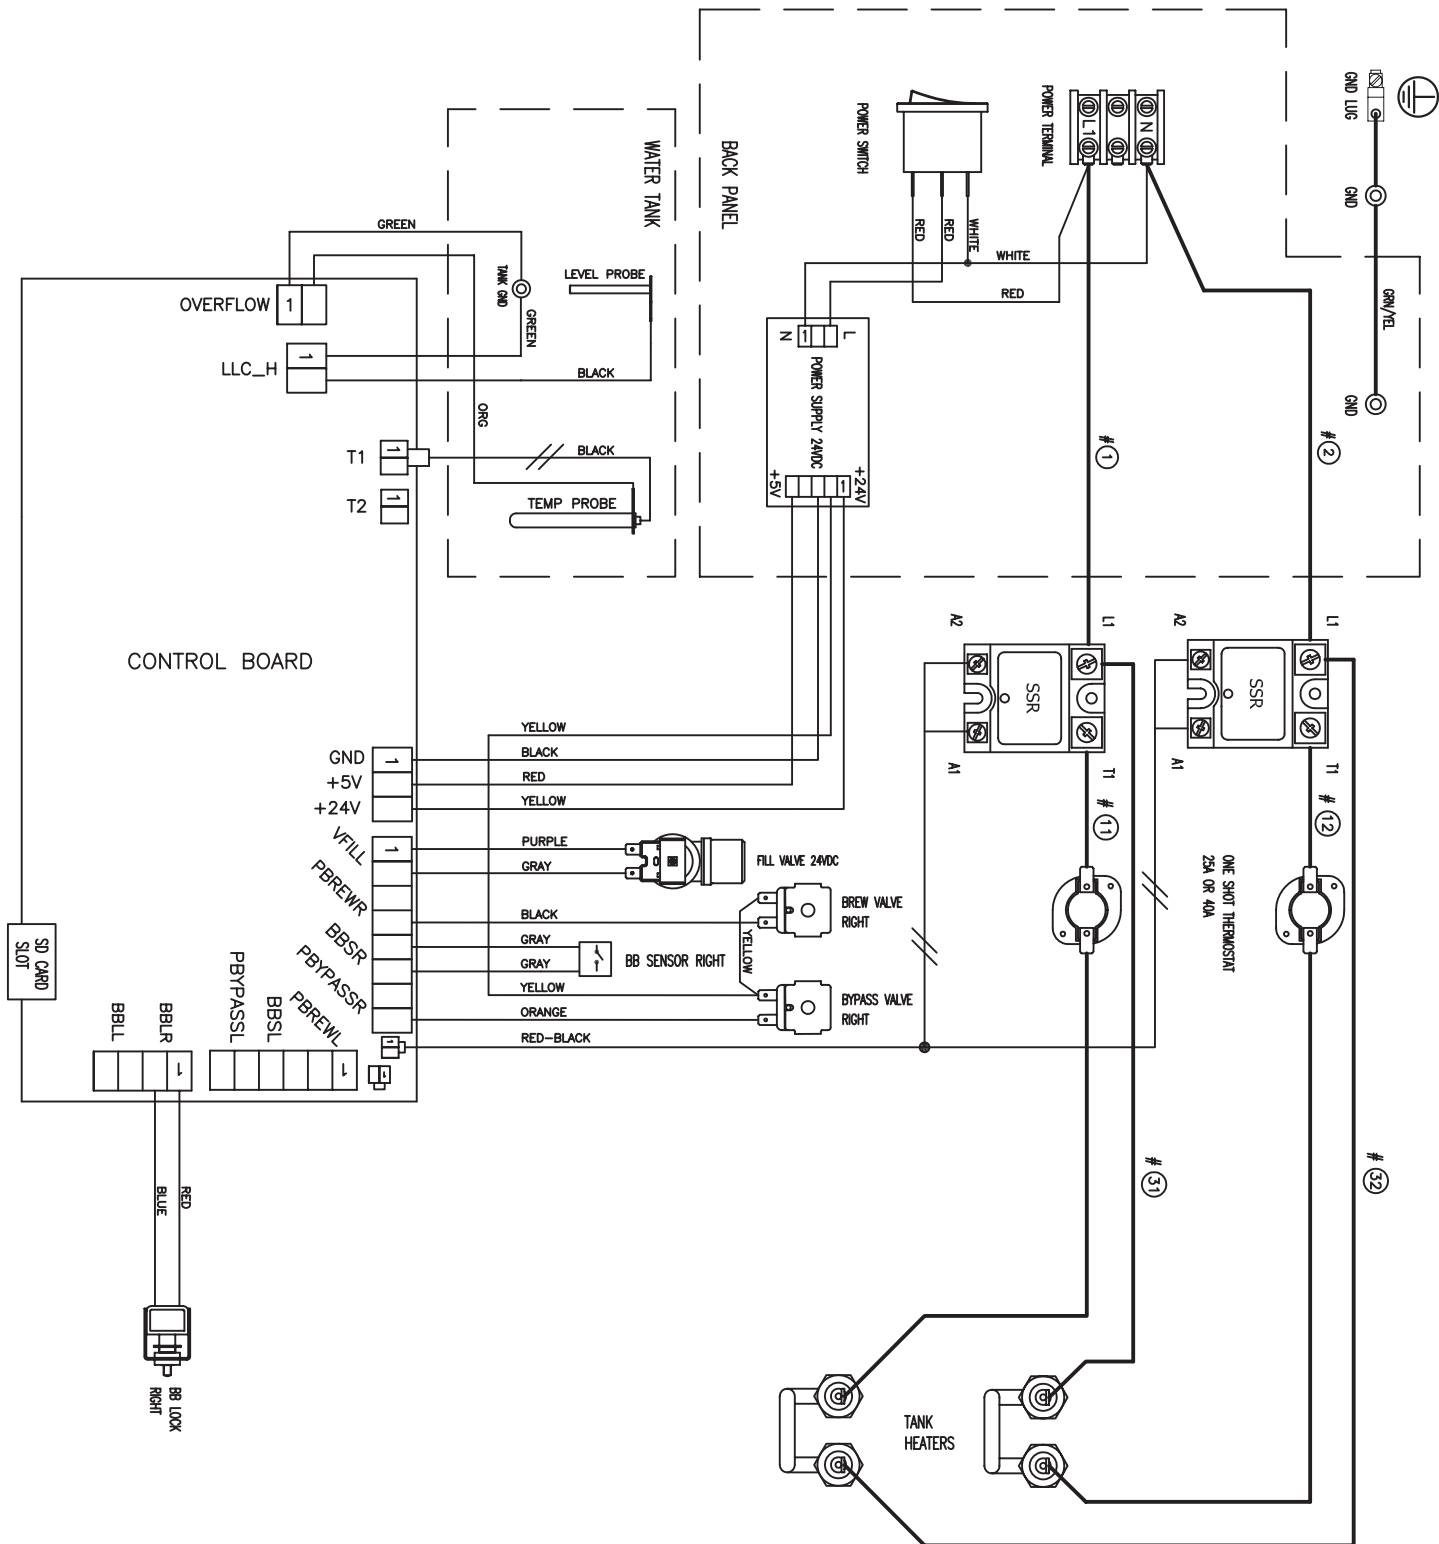 GND LUG
GND
GND
GRN/YEL
POWER TERMINAL
L1
N
POWER SWITCH
BACK PANEL
WATER TANK
RED
RED
WHITE
WHITE
RED
GREEN
TANK GND
GREEN
LEVEL PROBE
OVERFLOW
1
LLC_H
1
BLACK
ORG
T1
1
BLACK
T2
1
TEMP PROBE
N
1
L
POWER SUPPLY 24VDC
+5V
1
+24V
# 1
# 2
CONTROL BOARD
A2
L1
SSR
A1
T1
A2
L1
SSR
A1
T1
# 11
# 12
ONE SHOT THERMOSTAT
25A OR 40A
YELLOW
GND
1
BLACK
+5V
RED
+24V
YELLOW
VFILL
1
PURPLE
GRAY
FILL VALVE 24VDC
PBREWR
BLACK
BREW VALVE
RIGHT
YELLOW
BBSR
GRAY
GRAY
BB SENSOR RIGHT
PBYPASSR
YELLOW
ORANGE
BYPASS VALVE
RIGHT
RED-BLACK
1
1
SD CARD
SLOT
BBLL
BBLR
1
PBYPASSL
BBSL
PBREWL
1
BLUE
RED
BB LOCK
RIGHT
# 31
# 32
TANK
HEATERS